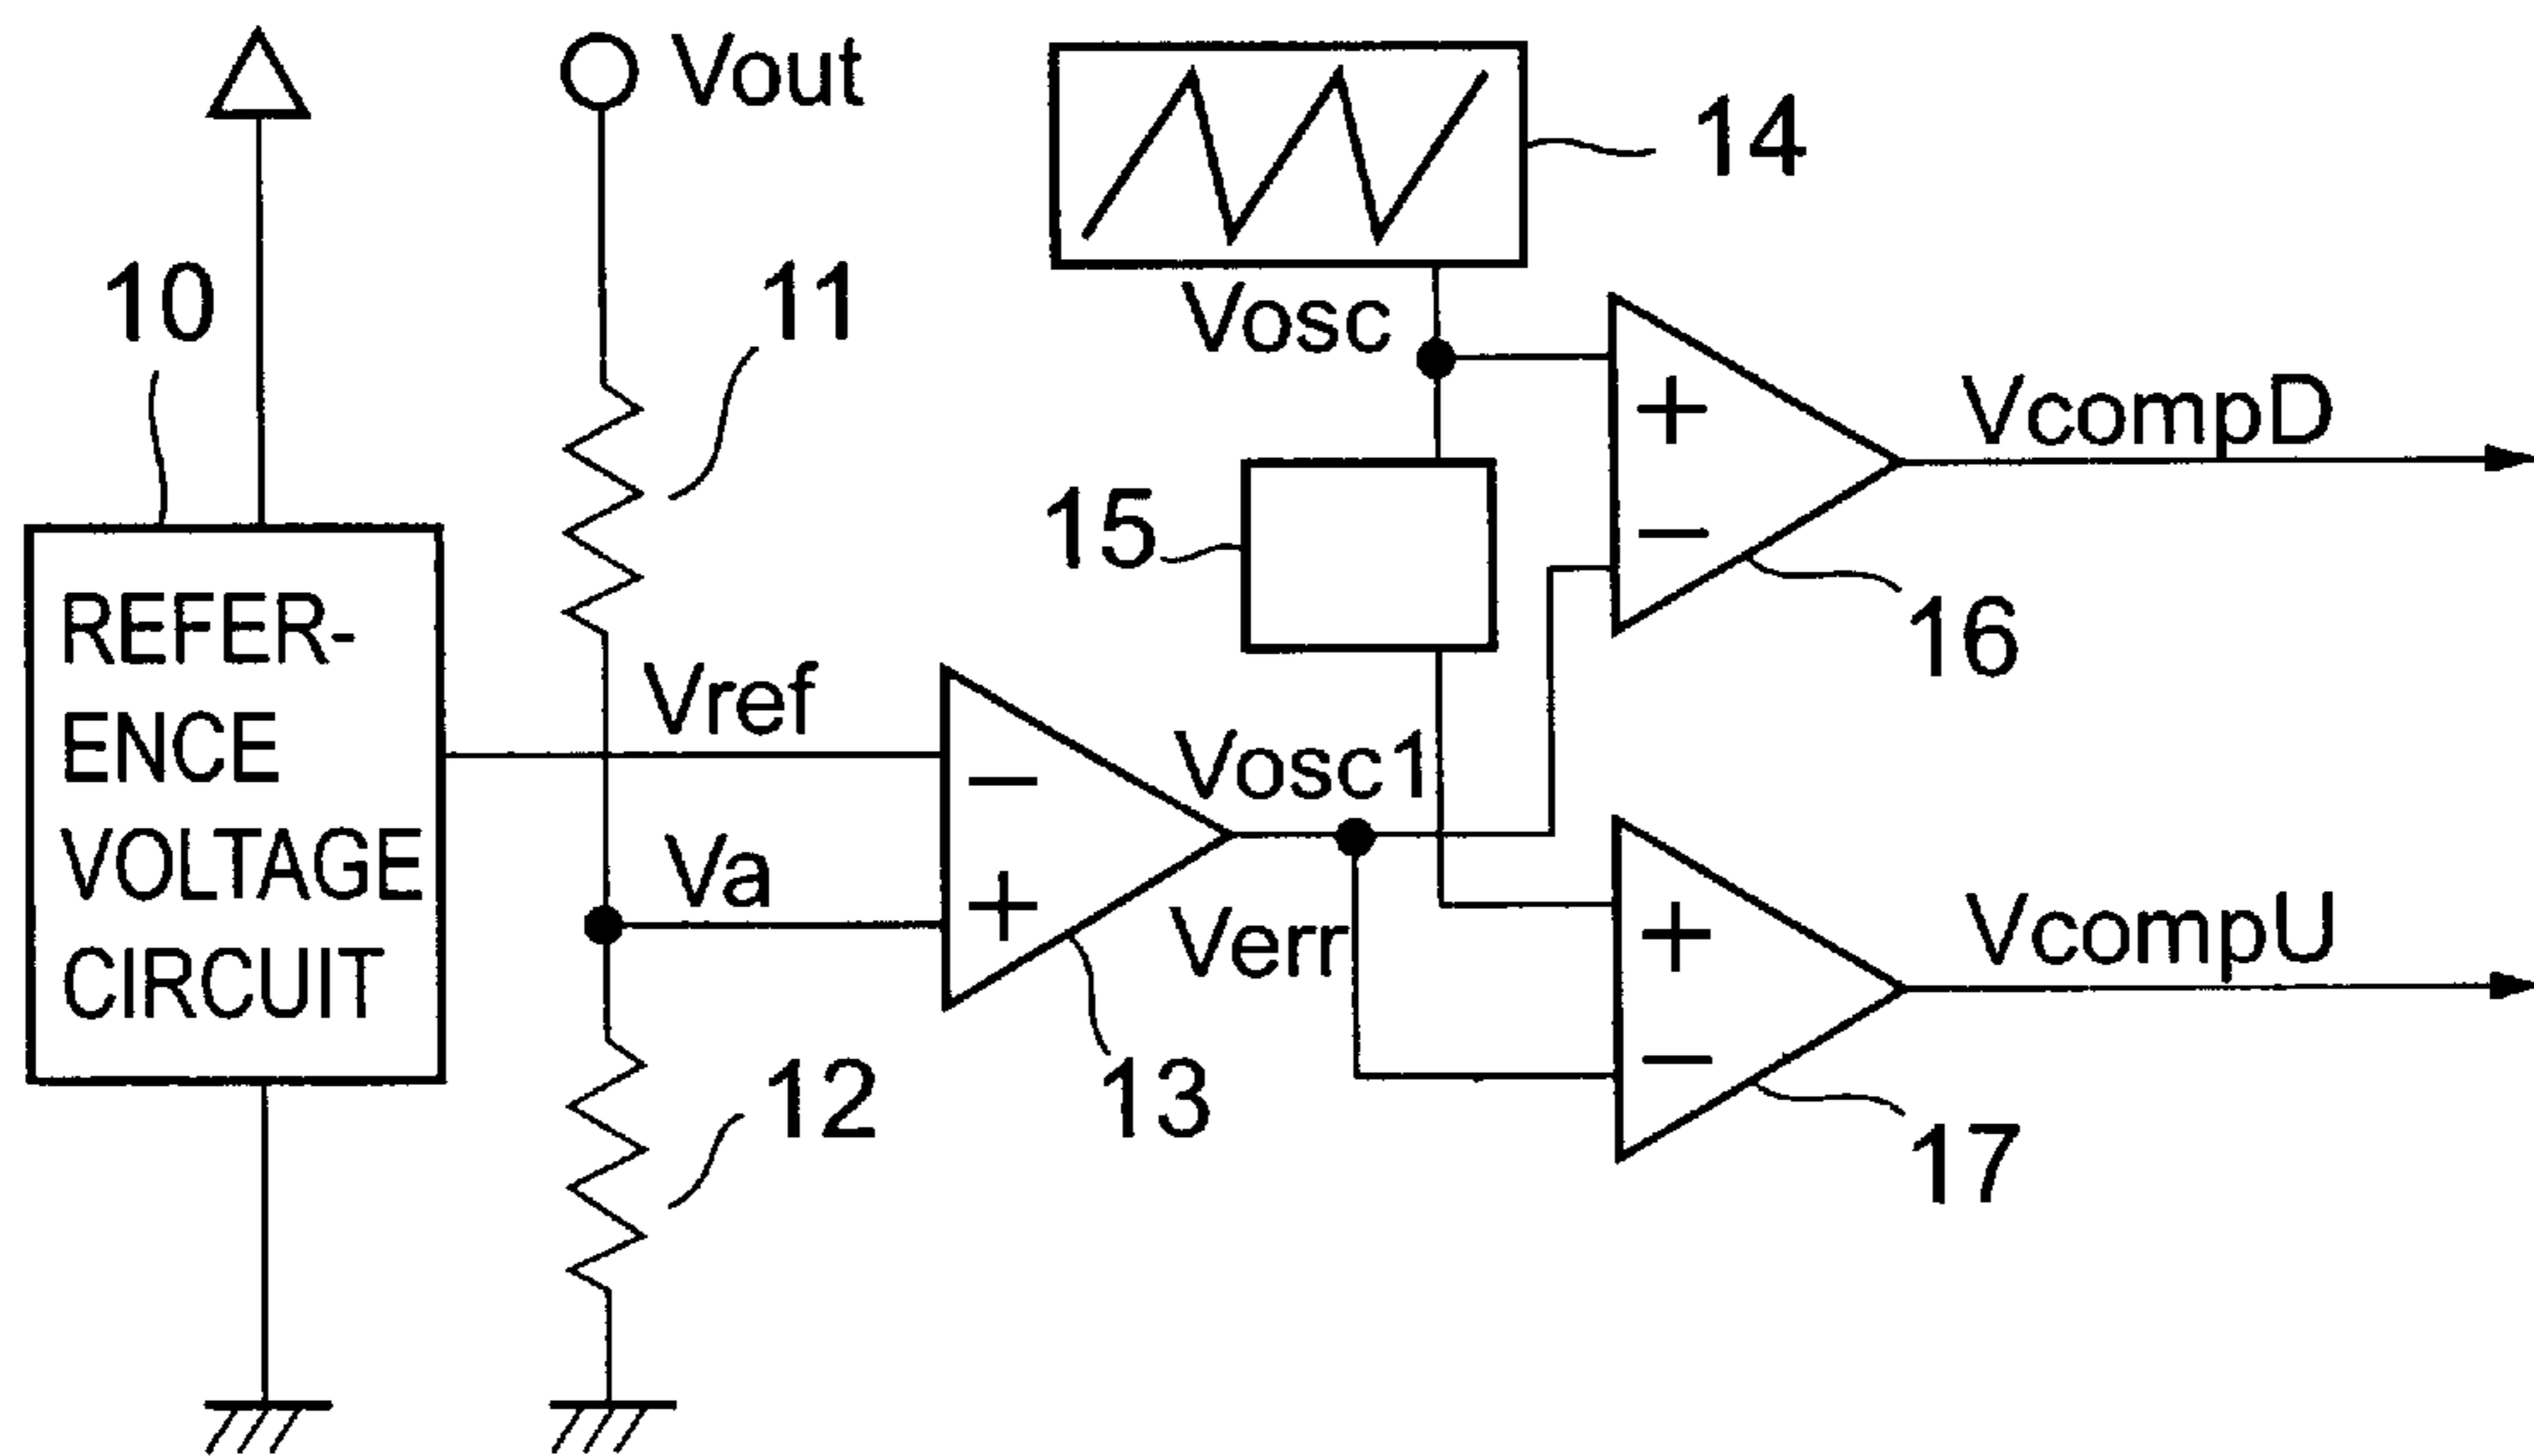 Vout
14
10
11
Vosc
VcompD
15
REFER-
ENCE
VOLTAGE
CIRCUIT
16
Vref
Vosc1
Va
Verr
VcompU
12
13
17
+
−
−
+
+
−